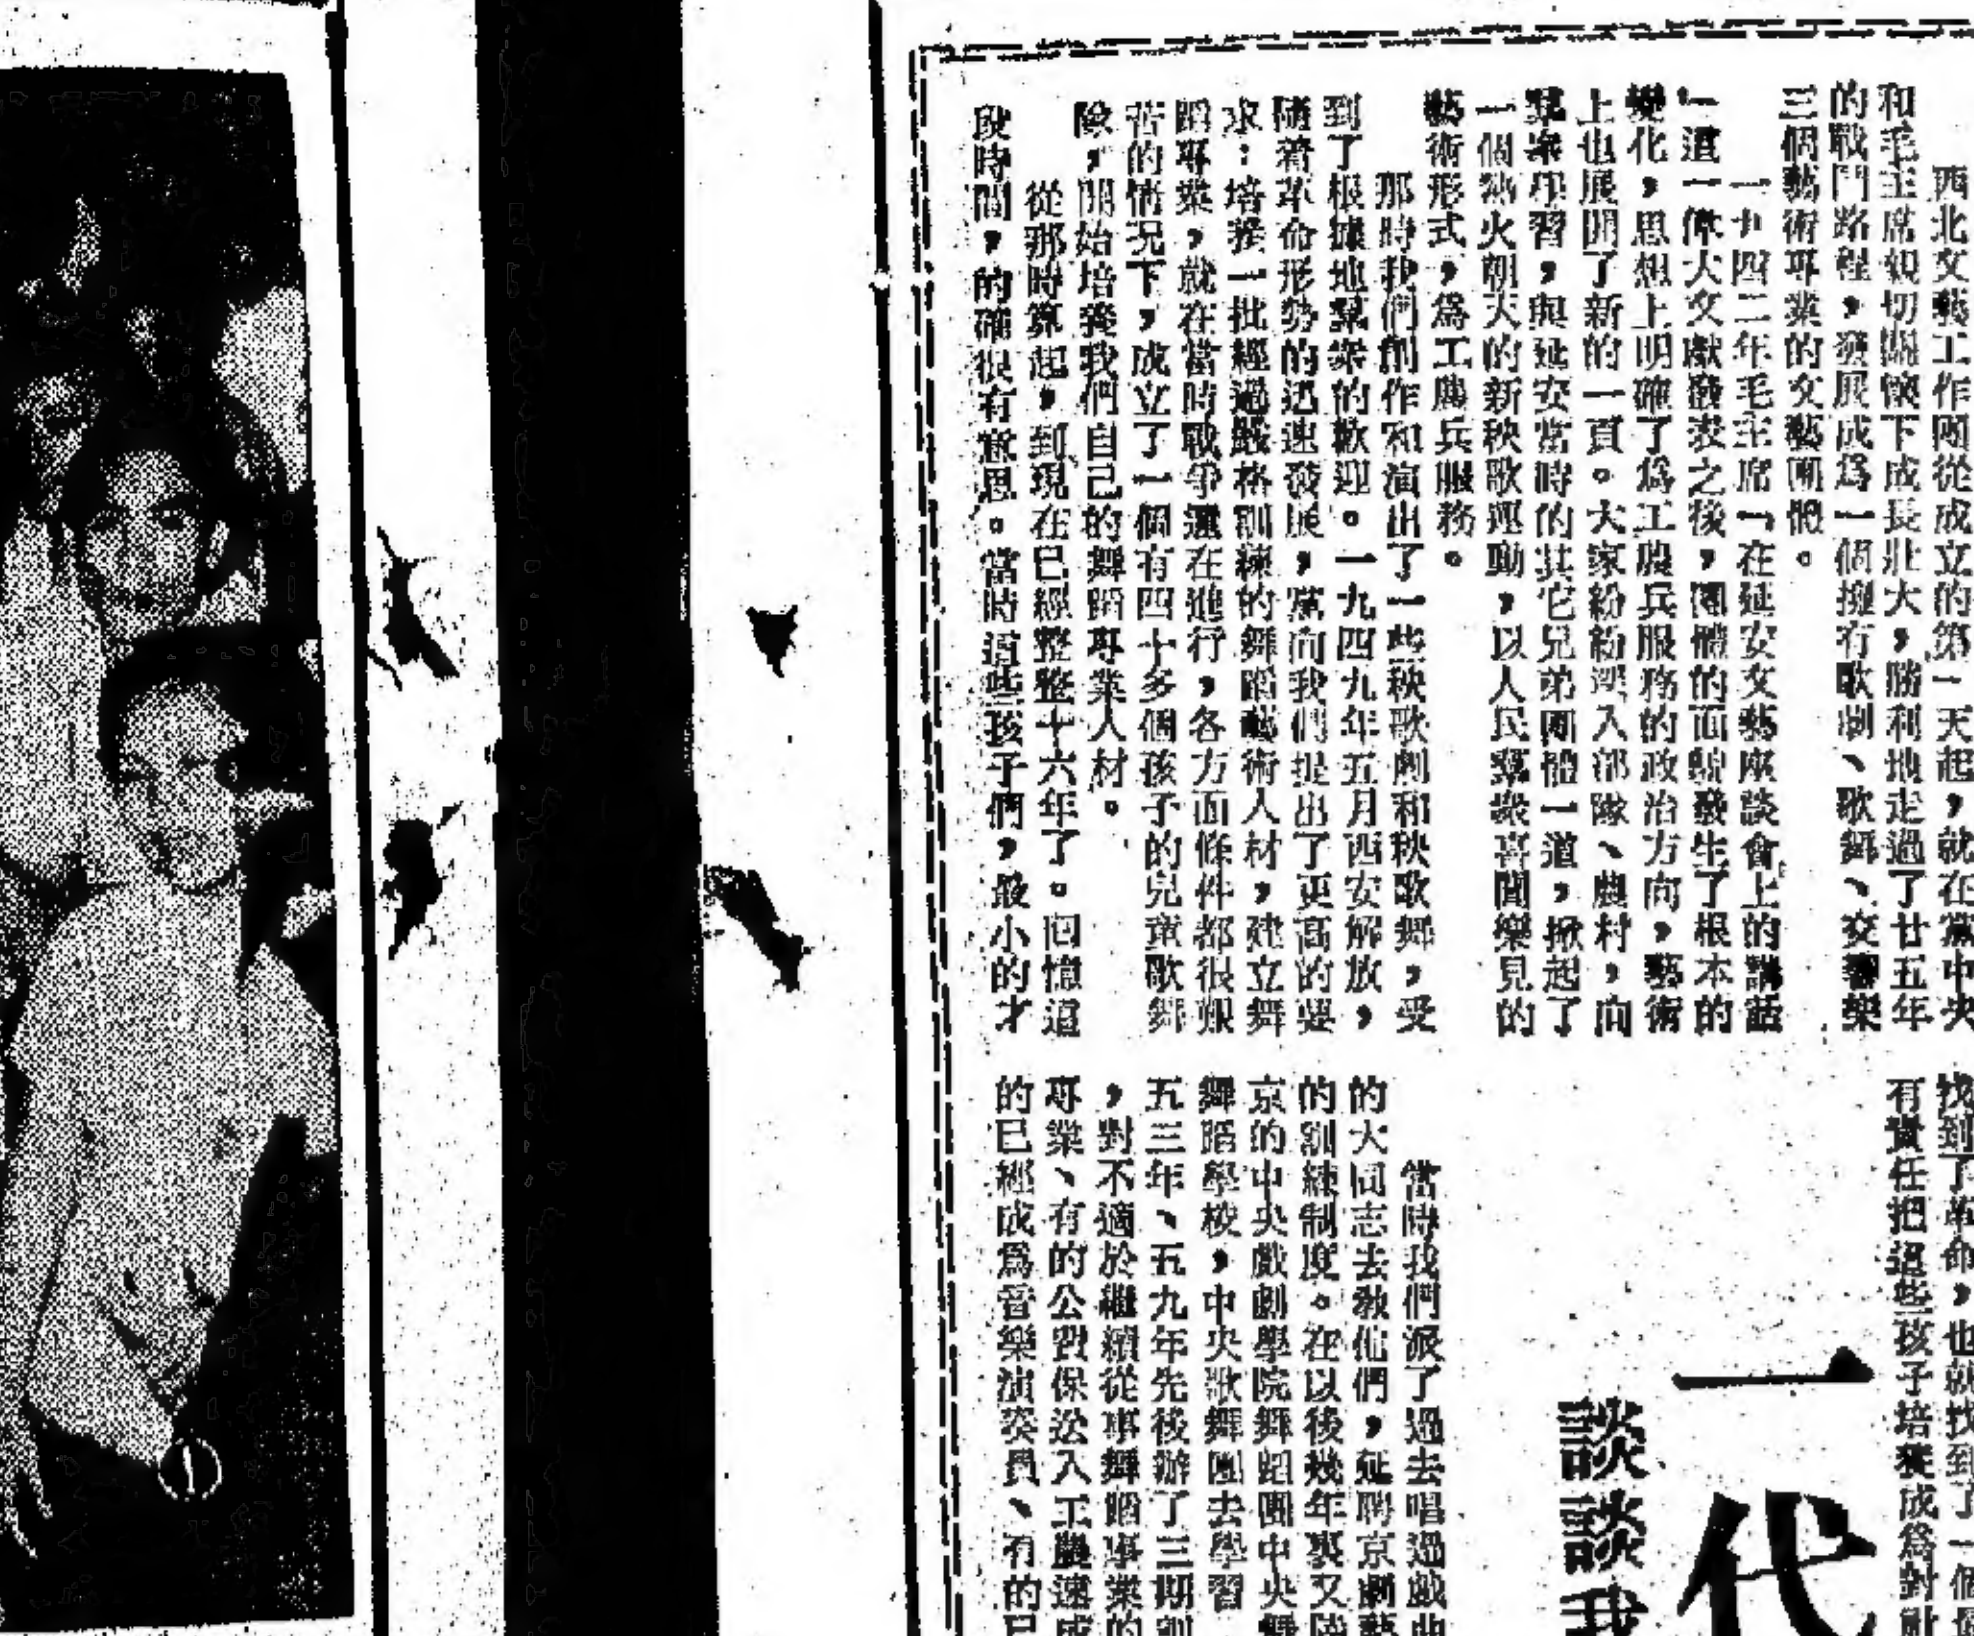 西北文藝工作團從成立的第一天起，就在黨中央
和毛主席親切關懷下成長壯大，勝利地走過了廿五年
的戰鬥路程，發展成爲一個擁有歌劇、歌舞、交響樂
三個藝術專業的文藝團體。
一九四二年毛主席「在延安文藝座談會上的講話
」這一偉大文獻發表之後，團體的面貌發生了根本的
變化，思想上明確了爲工農兵服務的政治方向，藝術
上也展開了新的一頁。大家紛紛深入部隊、農村，向
羣衆學習，與延安當時的其它兄弟團體一道，掀起了
一個熱火朝天的新秧歌運動，以人民羣衆喜聞樂見的
藝術形式，爲工農兵服務。
那時我們創作和演出了一些秧歌劇和秧歌舞，受
到了根據地羣衆的歡迎。一九四九年五月西安解放，
隨着革命形勢的迅速發展，黨向我們提出了更高的要
求：培養一批經過嚴格訓練的舞蹈藝術人材，建立舞
蹈專業，就在當時戰爭還在進行，各方面條件都很艱
苦的情况下，成立了一個有四十多個孩子的兒童歌舞
隊，開始培養我們自己的舞蹈專業人材。
從那時算起，到現在已經整整十六年了。回憶這
段時間，的確很有意思。當時這些孩子們，最小的才
找到了革命，也就找到了一個
有責任把這些孩子培養成爲對
一代
談談我
當時我們派了過去唱過戲曲
的大同志去教他們，延聘京劇藝
的訓練制度。在以後幾年裏又陸
京的中央戲劇學院舞蹈團中央舞
舞蹈學校，中央歌舞團去學習
五三年、五九年先後辦了三期訓
，對不適於繼續從事舞蹈專業的
專業、有的公費保送入工農速成
的已經成爲音樂演奏員、有的已